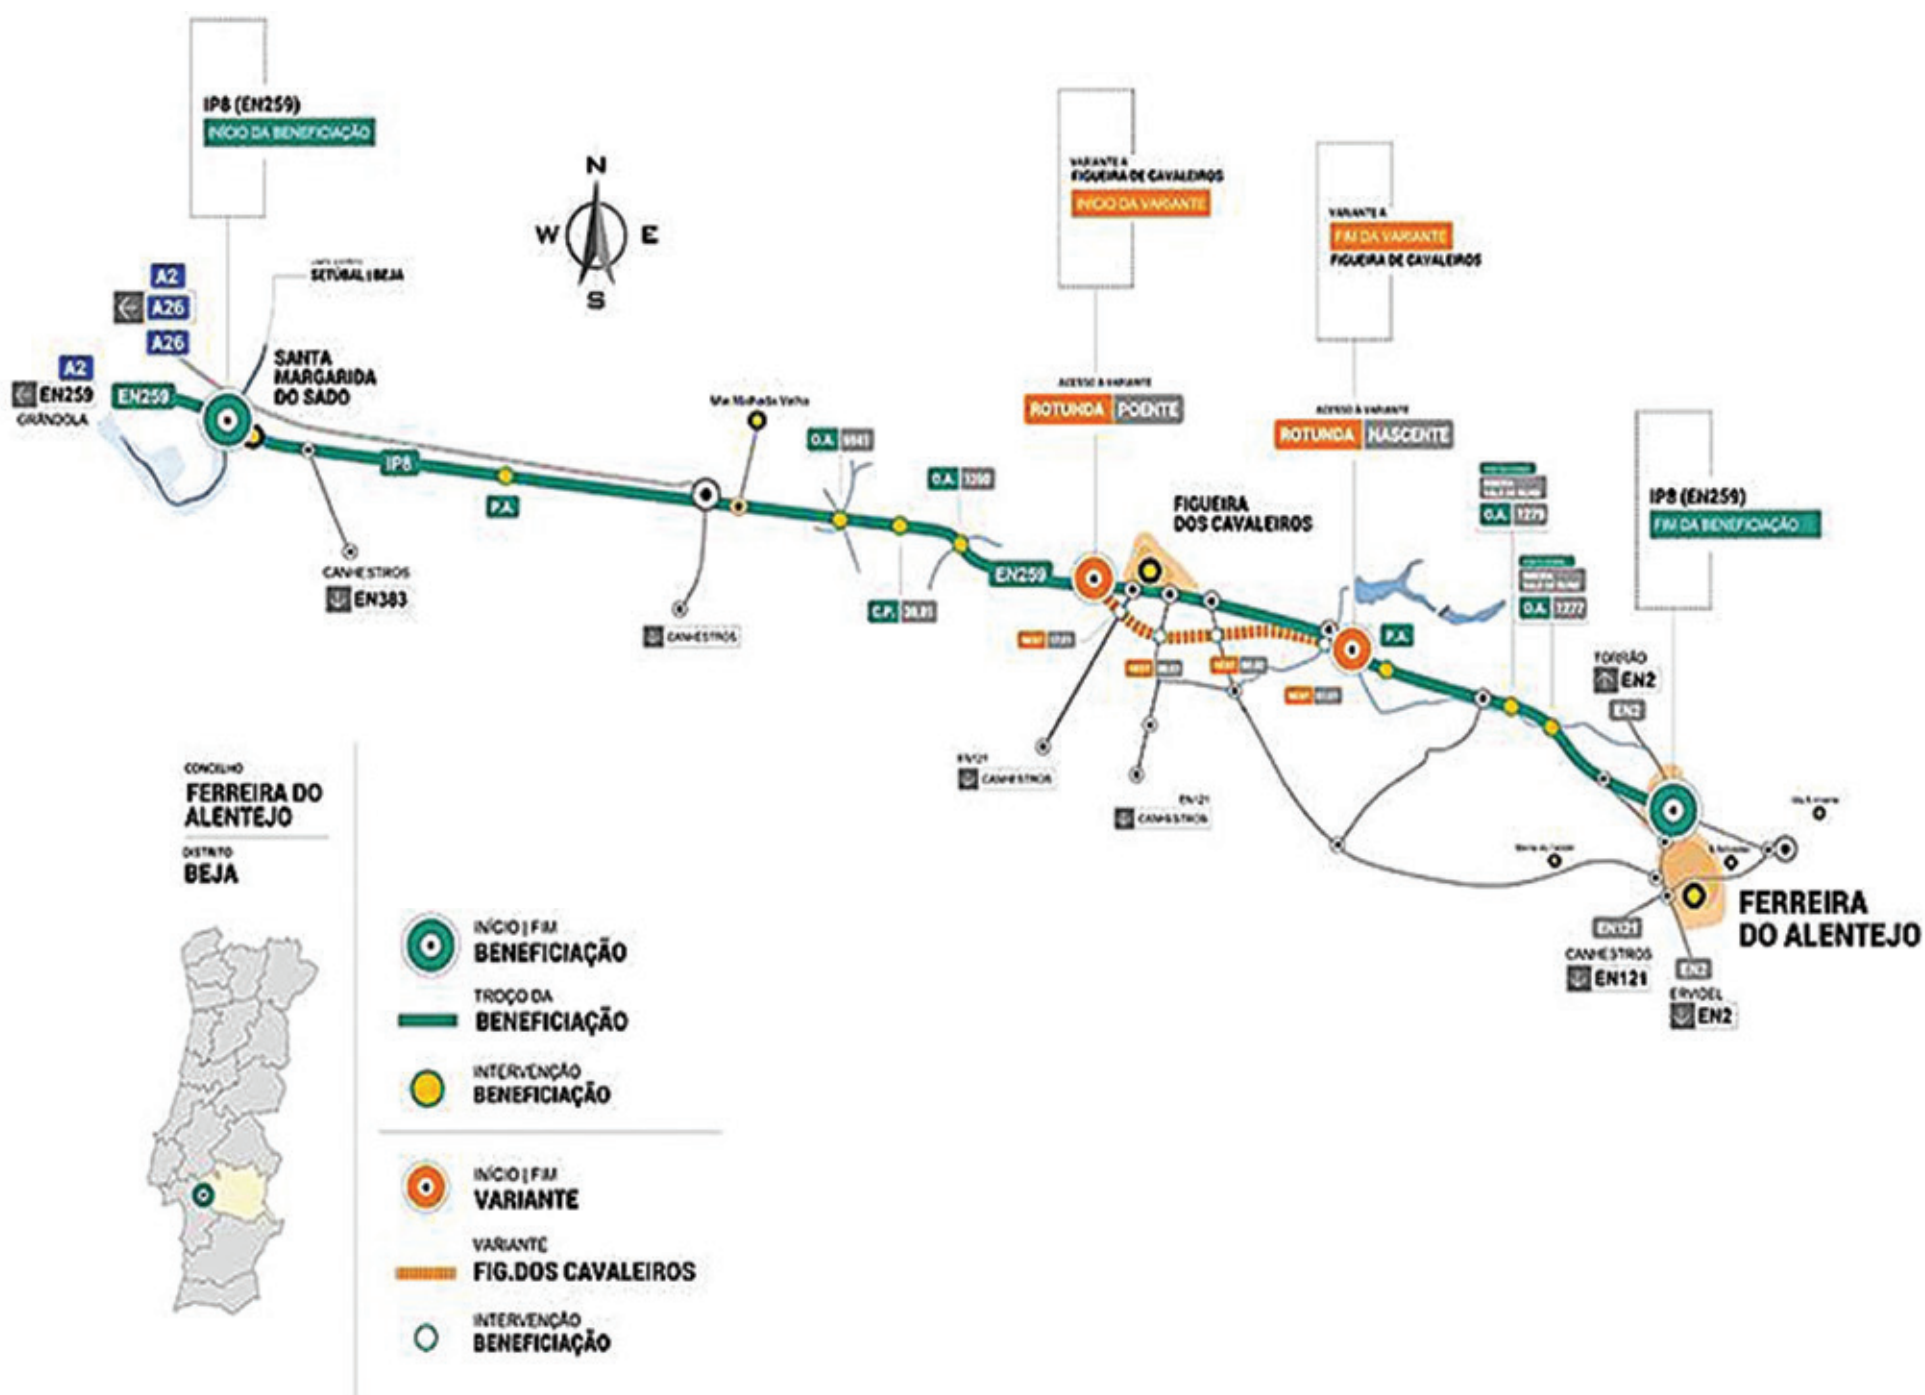 IP8 (EN259)
INÍCIO DA BENEFICIAÇÃO
N
W
E
S
VARIANTE A
FIGUEIRA DE CAVALEIROS
INÍCIO DA VARIANTE
VARIANTE A
FIM DA VARIANTE
FIGUEIRA DE CAVALEIROS
A2
A26
A26
SETÚBAL | BEJA
A2
EN259
GRÂNDOLA
EN259
SANTA
MARGARIDA
DO SADO
IP8
P.A.
CANHESTROS
EN383
CANHESTROS
O.A.
O.A.
C.P.
EN259
ACESSO À VARIANTE
ROTUNDA POENTE
ACESSO À VARIANTE
ROTUNDA NASCENTE
FIGUEIRA
DOS CAVALEIROS
P.A.
O.A. 1275
O.A. 1277
IP8 (EN259)
FIM DA BENEFICIAÇÃO
TORRÃO
EN2
EN2
EN121
CANHESTROS
EN121
CANHESTROS
FERREIRA
DO ALENTEJO
EN121
CANHESTROS
EN121
EN2
ERVIDEL
EN2
CONCELHO
FERREIRA DO
ALENTEJO
DISTRITO
BEJA
INÍCIO | FIM
BENEFICIAÇÃO
TROÇO DA
BENEFICIAÇÃO
INTERVENÇÃO
BENEFICIAÇÃO
INÍCIO | FIM
VARIANTE
VARIANTE
FIG.DOS CAVALEIROS
INTERVENÇÃO
BENEFICIAÇÃO